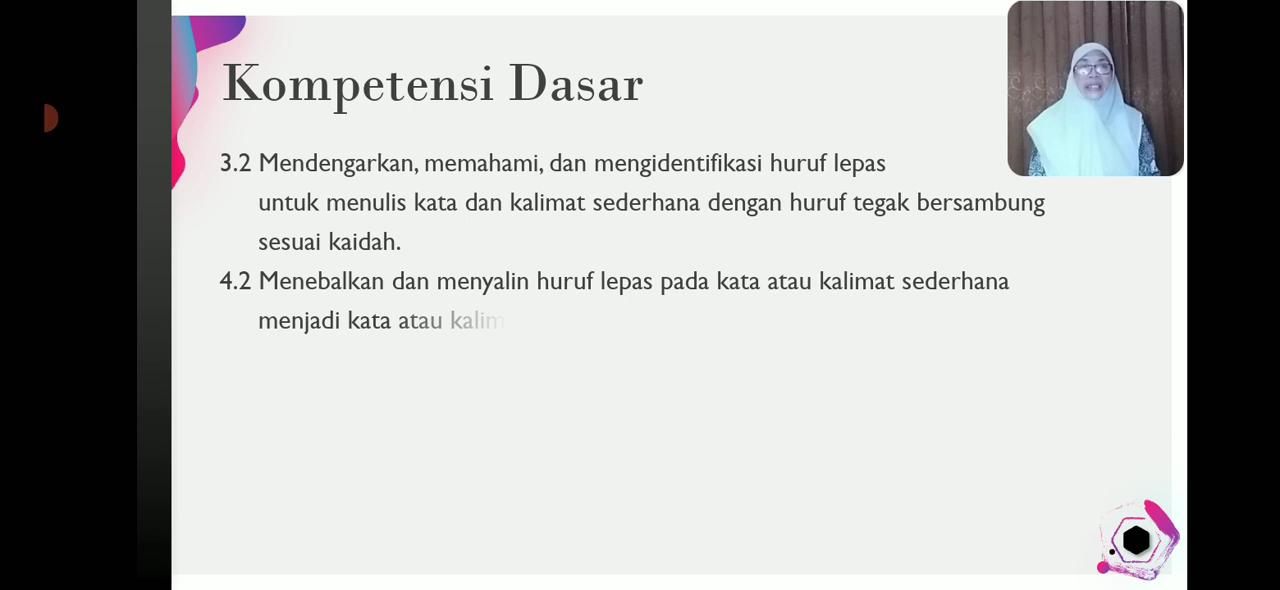 Kompetensi Dasar
3.2 Mendengarkan, memahami, dan mengidentifikasi huruf lepas
untuk menulis kata dan kalimat sederhana dengan huruf tegak bersambung
sesuai kaidah.
4.2 Menebalkan dan menyalin huruf lepas pada kata atau kalimat sederhana
menjadi kata atau kalim